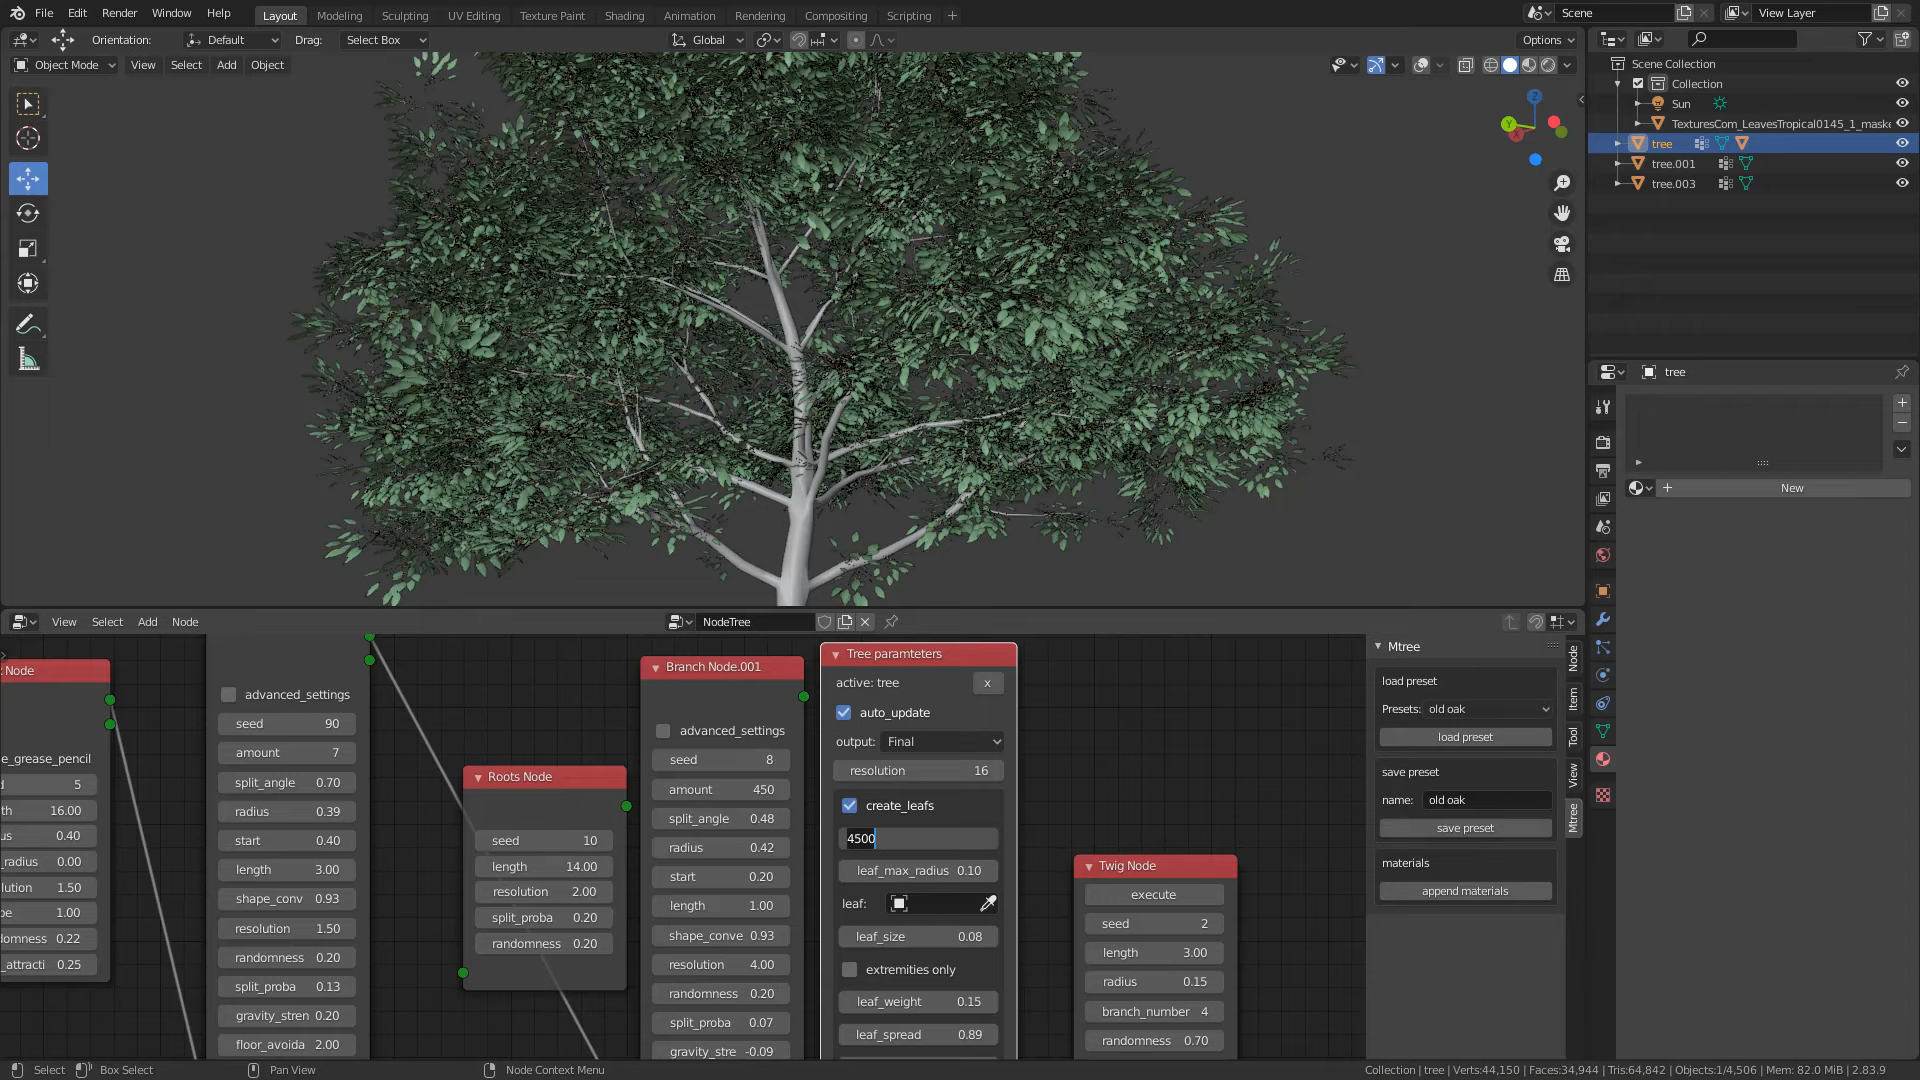 File Edit Render Window Help Layout Modeling Sculpting UV Editing Texture Paint Shading Animation Rendering Compositing Scripting + Scene View Layer
Orientation: Default Drag: Select Box Global Options
Object Mode View Select Add Object
Z
Y
X
Scene Collection
Collection
Sun
TexturesCom_LeavesTropical0145_1_maske
tree
tree.001
tree.003
tree
New
View Select Add Node NodeTree
Node
e_grease_pencil
d 5
th 16.00
us 0.40
_radius 0.00
lution 1.50
pe 1.00
domness 0.22
_attracti 0.25
advanced_settings
seed 90
amount 7
split_angle 0.70
radius 0.39
start 0.40
length 3.00
shape_conv 0.93
resolution 1.50
randomness 0.20
split_proba 0.13
gravity_stren 0.20
floor_avoida 2.00
Roots Node
seed 10
length 14.00
resolution 2.00
split_proba 0.20
randomness 0.20
Branch Node.001
advanced_settings
seed 8
amount 450
split_angle 0.48
radius 0.42
start 0.20
length 1.00
shape_conve 0.93
resolution 4.00
randomness 0.20
split_proba 0.07
gravity_stre -0.09
Tree paramteters
active: tree x
auto_update
output: Final
resolution 16
create_leafs
4500
leaf_max_radius 0.10
leaf:
leaf_size 0.08
extremities only
leaf_weight 0.15
leaf_spread 0.89
Twig Node
execute
seed 2
length 3.00
radius 0.15
branch_number 4
randomness 0.70
Mtree
load preset
Presets: old oak
load preset
save preset
name: old oak
save preset
materials
append materials
Node
Item
Tool
View
Mtree
Select Box Select Pan View Node Context Menu Collection | tree | Verts:44,150 | Faces:34,944 | Tris:64,842 | Objects:1/4,506 | Mem: 82.0 MiB | 2.83.9